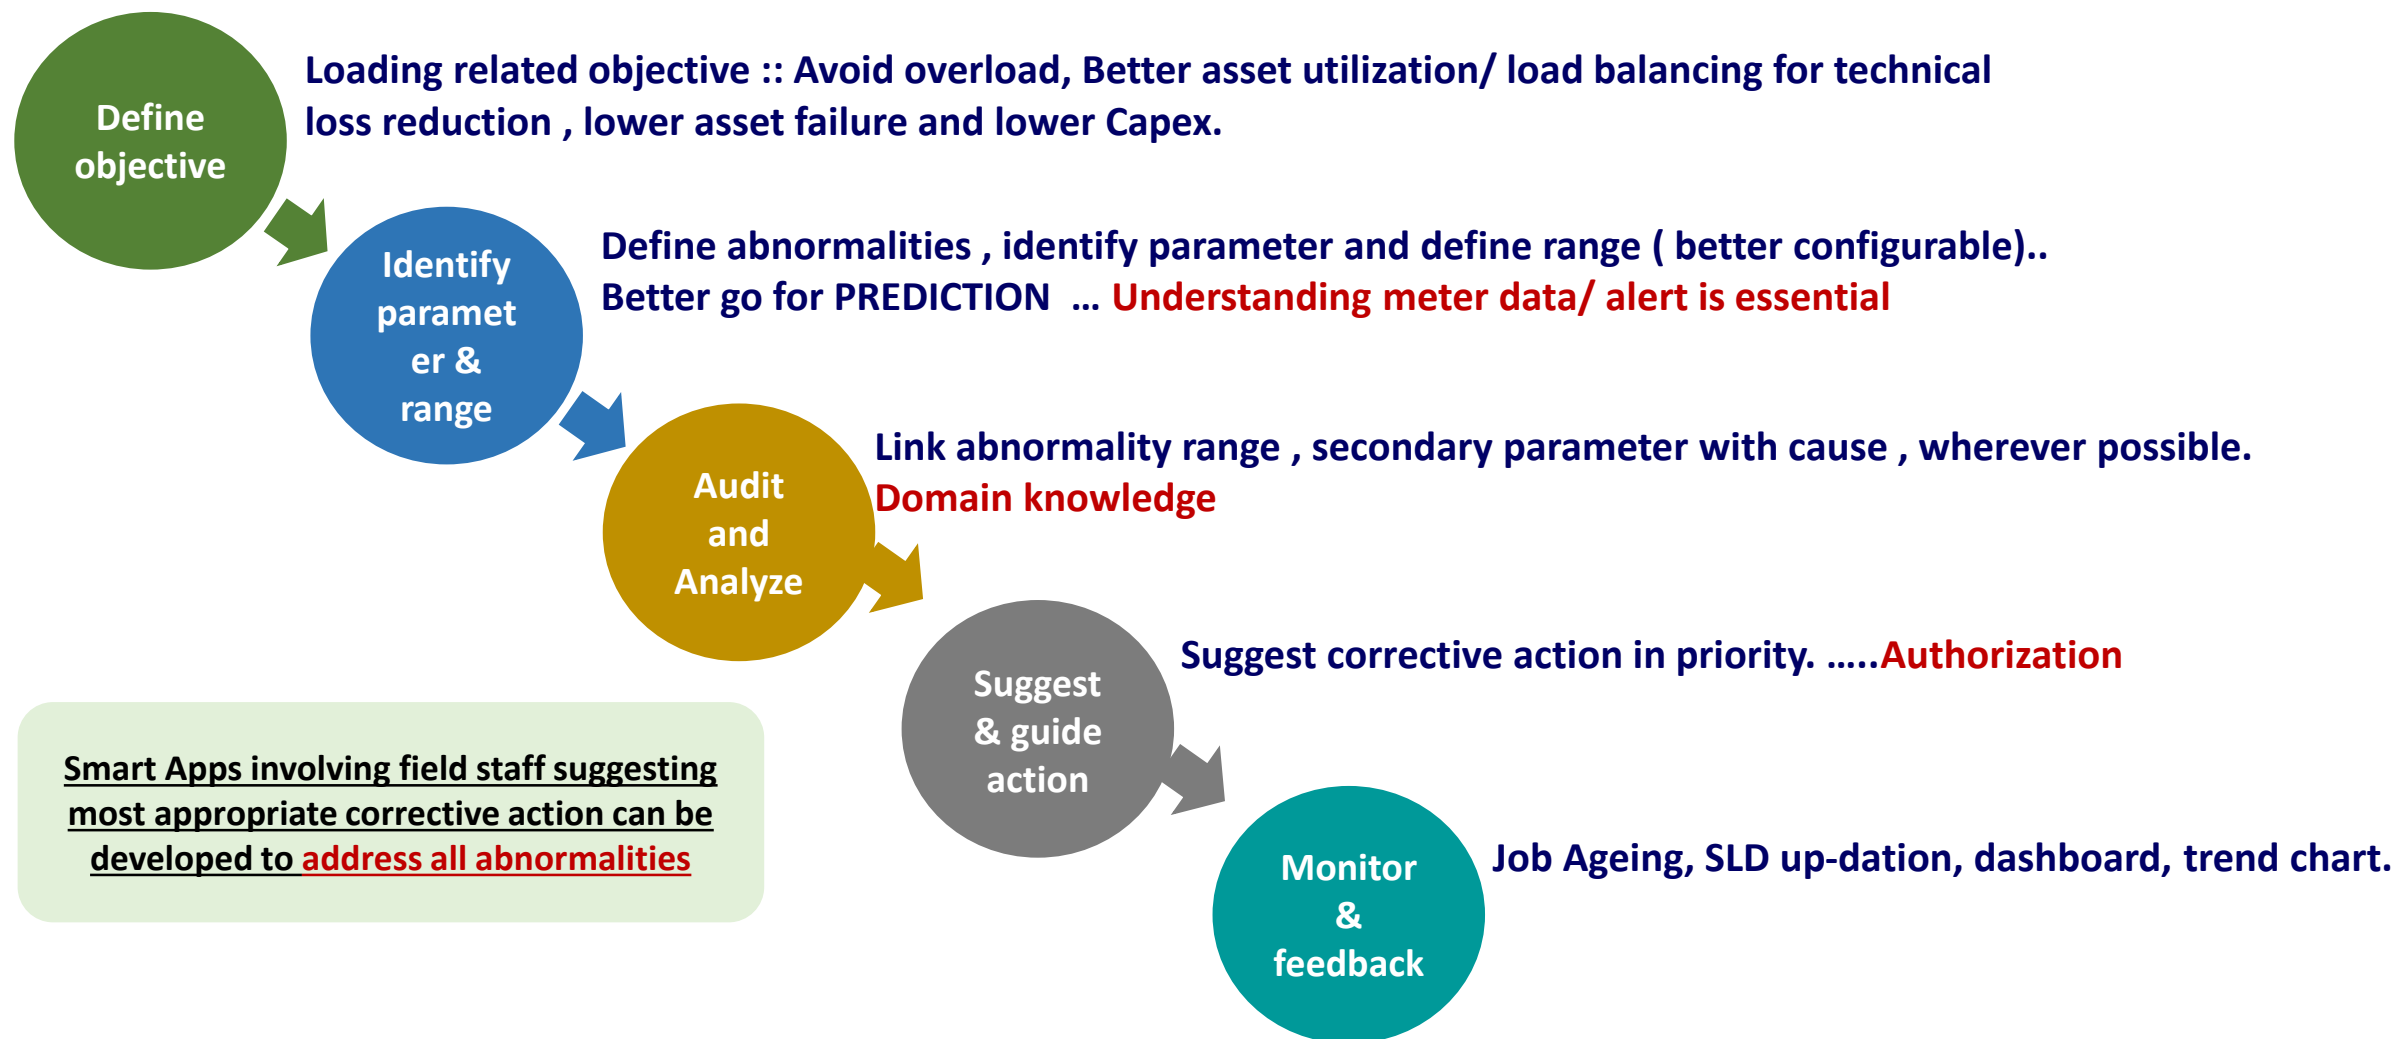 Define
objective
Loading related objective :: Avoid overload, Better asset utilization/ load balancing for technical
loss reduction , lower asset failure and lower Capex.
Identify
paramet
er &
range
Define abnormalities , identify parameter and define range ( better configurable)..
Better go for PREDICTION  ... Understanding meter data/ alert is essential
Audit
and
Analyze
Link abnormality range , secondary parameter with cause , wherever possible.
Domain knowledge
Suggest
& guide
action
Suggest corrective action in priority. .....Authorization
Smart Apps involving field staff suggesting
most appropriate corrective action can be
developed to address all abnormalities
Monitor
&
feedback
Job Ageing, SLD up-dation, dashboard, trend chart.